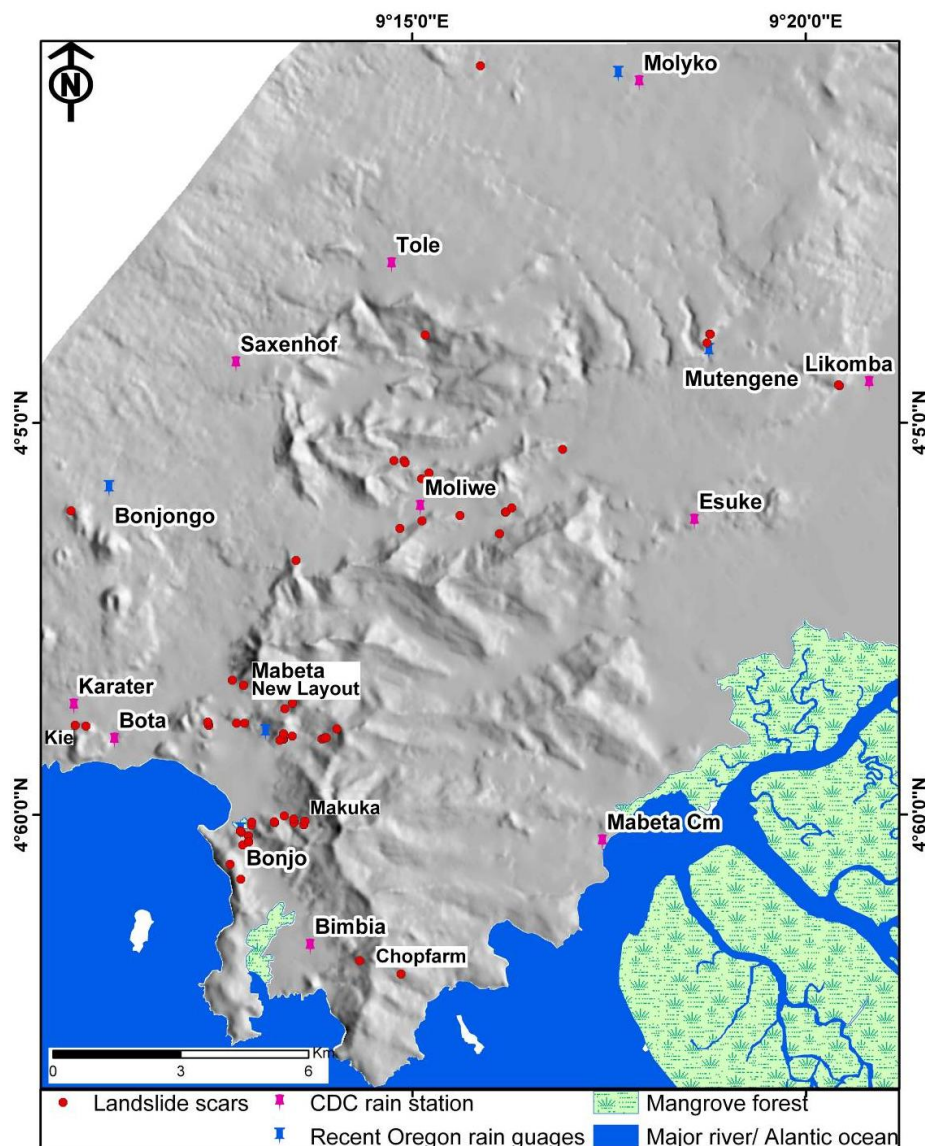 9°15'0"E
9°20'0"E
N
Molyko
Tole
Saxenhof
Mutengene
Likomba
4°5'0"N
4°5'0"N
Moliwe
Esuke
Bonjongo
Mabeta
New Layout
Karater
Bota
Kie
4°60'0"N
4°60'0"N
Makuka
Mabeta Cm
Bonjo
Bimbia
Chopfarm
Km
0 3 6
Landslide scars
CDC rain station
Mangrove forest
Recent Oregon rain guages
Major river/ Alantic ocean